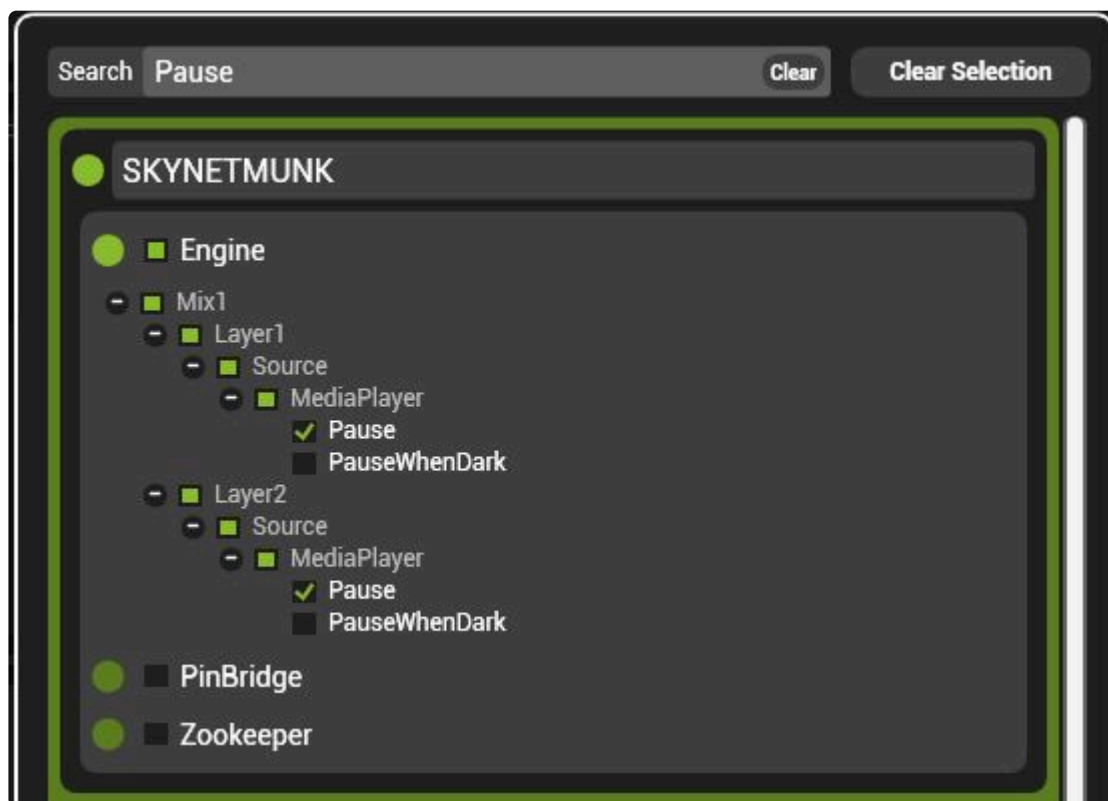 Search Pause Clear Clear Selection
SKYNETMUNK
Engine
Mix1
Layer1
Source
MediaPlayer
Pause
PauseWhenDark
Layer2
Source
MediaPlayer
Pause
PauseWhenDark
PinBridge
Zookeeper